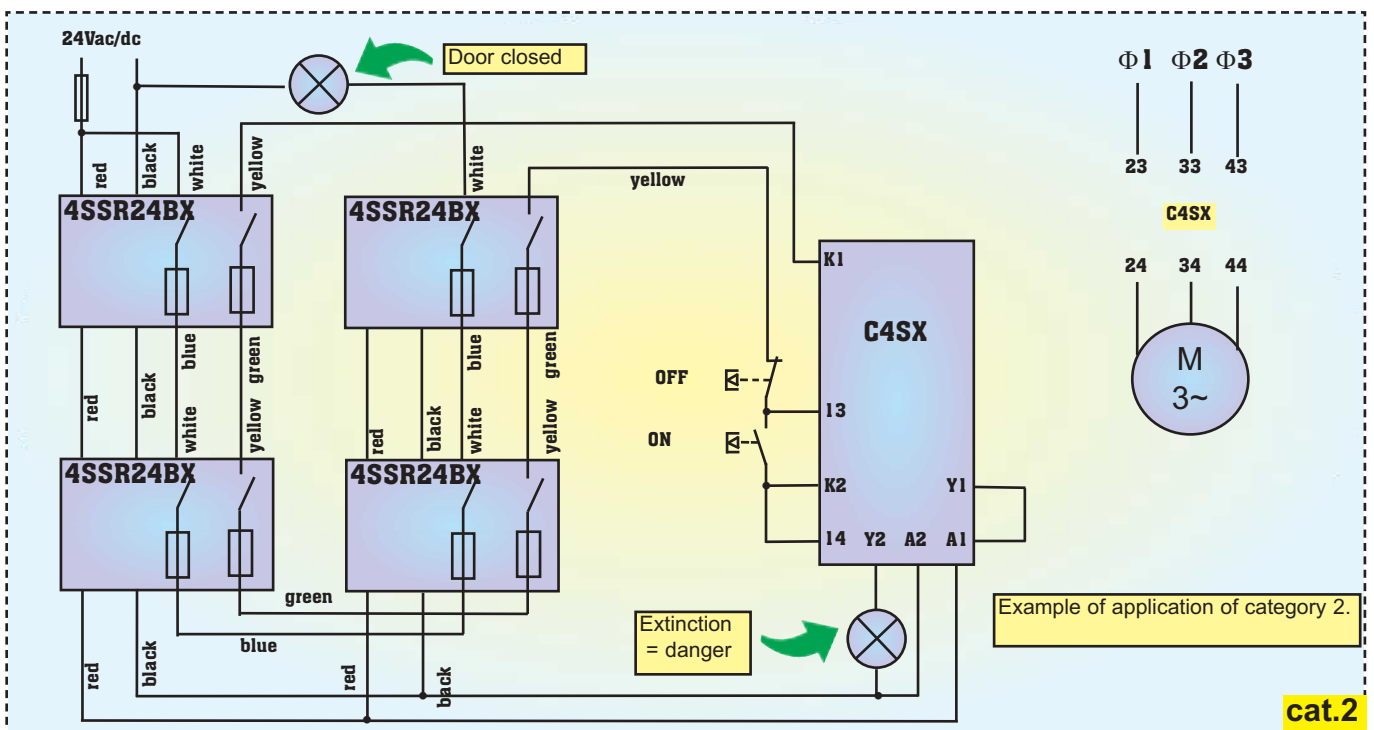 24Vac/dc
Door closed
Φ1 Φ2 Φ3
red
black
white
yellow
white
yellow
23 33 43
4SSR24BX
4SSR24BX
C4SX
K1
24 34 44
C4SX
blue
green
blue
green
OFF
M
3~
red
black
white
yellow
red
black
white
yellow
13
ON
4SSR24BX
4SSR24BX
K2
Y1
14 Y2 A2 A1
green
Example of application of category 2.
Extinction
= danger
blue
red
black
red
back
cat.2